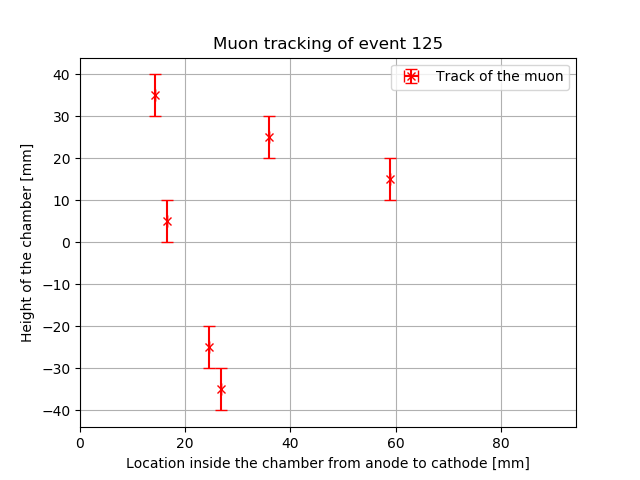 Muon tracking of event 125
Track of the muon
Height of the chamber [mm]
40
30
20
10
0
−10
−20
−30
−40
0 20 40 60 80
Location inside the chamber from anode to cathode [mm]